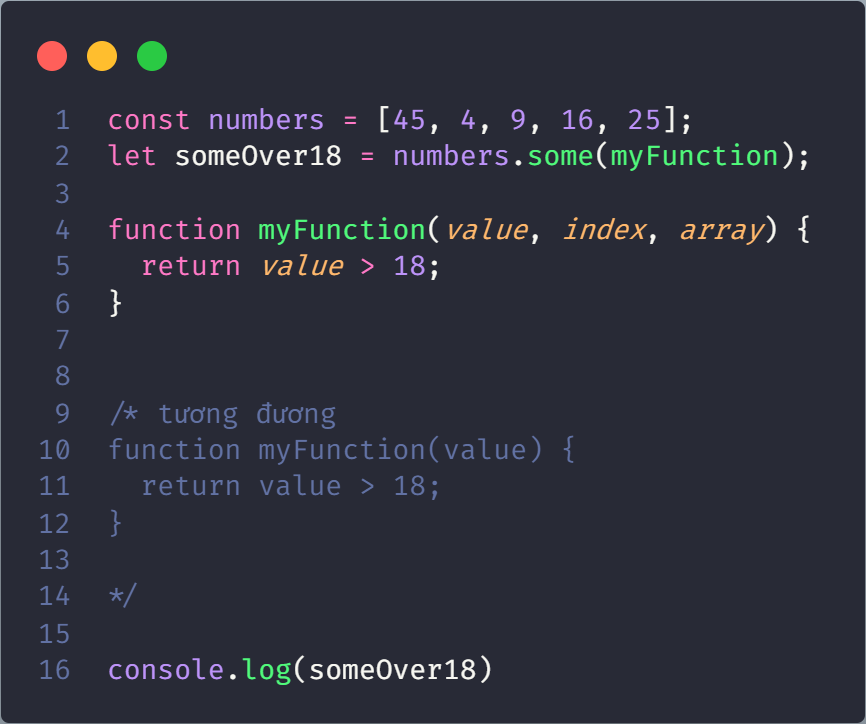 1 const numbers = [45, 4, 9, 16, 25];
2 let someOver18 = numbers.some(myFunction);
3
4 function myFunction(value, index, array) {
5   return value > 18;
6 }
7
8
9 /* tương đương
10 function myFunction(value) {
11   return value > 18;
12 }
13
14 */
15
16 console.log(someOver18)